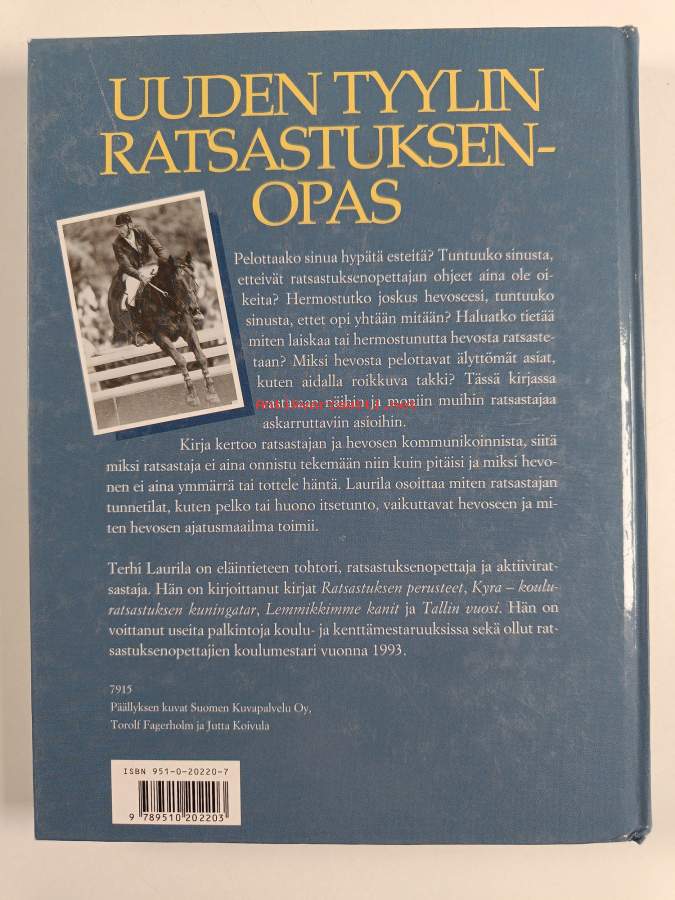 UUDEN TYYLIN
RATSASTUKSEN-
OPAS
Pelottaako sinua hypätä esteitä? Tuntuuko sinusta,
etteivät ratsastuksenopettajan ohjeet aina ole oi-
keita? Hermostutko joskus hevoseesi, tuntuuko
sinusta, ettet opi yhtään mitään? Haluatko tietää
miten laiskaa tai hermostunutta hevosta ratsaste-
taan? Miksi hevosta pelottavat älyttömät asiat,
kuten aidalla roikkuva takki? Tässä kirjassa
vastataan näihin ja moniin muihin ratsastajaa
askarruttaviin asioihin.
Kirja kertoo ratsastajan ja hevosen kommunikoinnista, siitä
miksi ratsastaja ei aina onnistu tekemään niin kuin pitäisi ja miksi hevo-
nen ei aina ymmärrä tai tottele häntä. Laurila osoittaa miten ratsastajan
tunnetilat, kuten pelko tai huono itsetunto, vaikuttavat hevoseen ja mi-
ten hevosen ajatusmaailma toimii.
Terhi Laurila on eläintieteen tohtori, ratsastuksenopettaja ja aktiivirat-
sastaja. Hän on kirjoittanut kirjat Ratsastuksen perusteet, Kyra – koulu-
ratsastuksen kuningatar, Lemmikkimme kanit ja Tallin vuosi. Hän on
voittanut useita palkintoja koulu- ja kenttämestaruuksissa sekä ollut rat-
sastuksenopettajien koulumestari vuonna 1993.
7915
Päällyksen kuvat Suomen Kuvapalvelu Oy,
Torolf Fagerholm ja Jutta Koivula
ISBN 951-0-20220-7
9 789510 202203